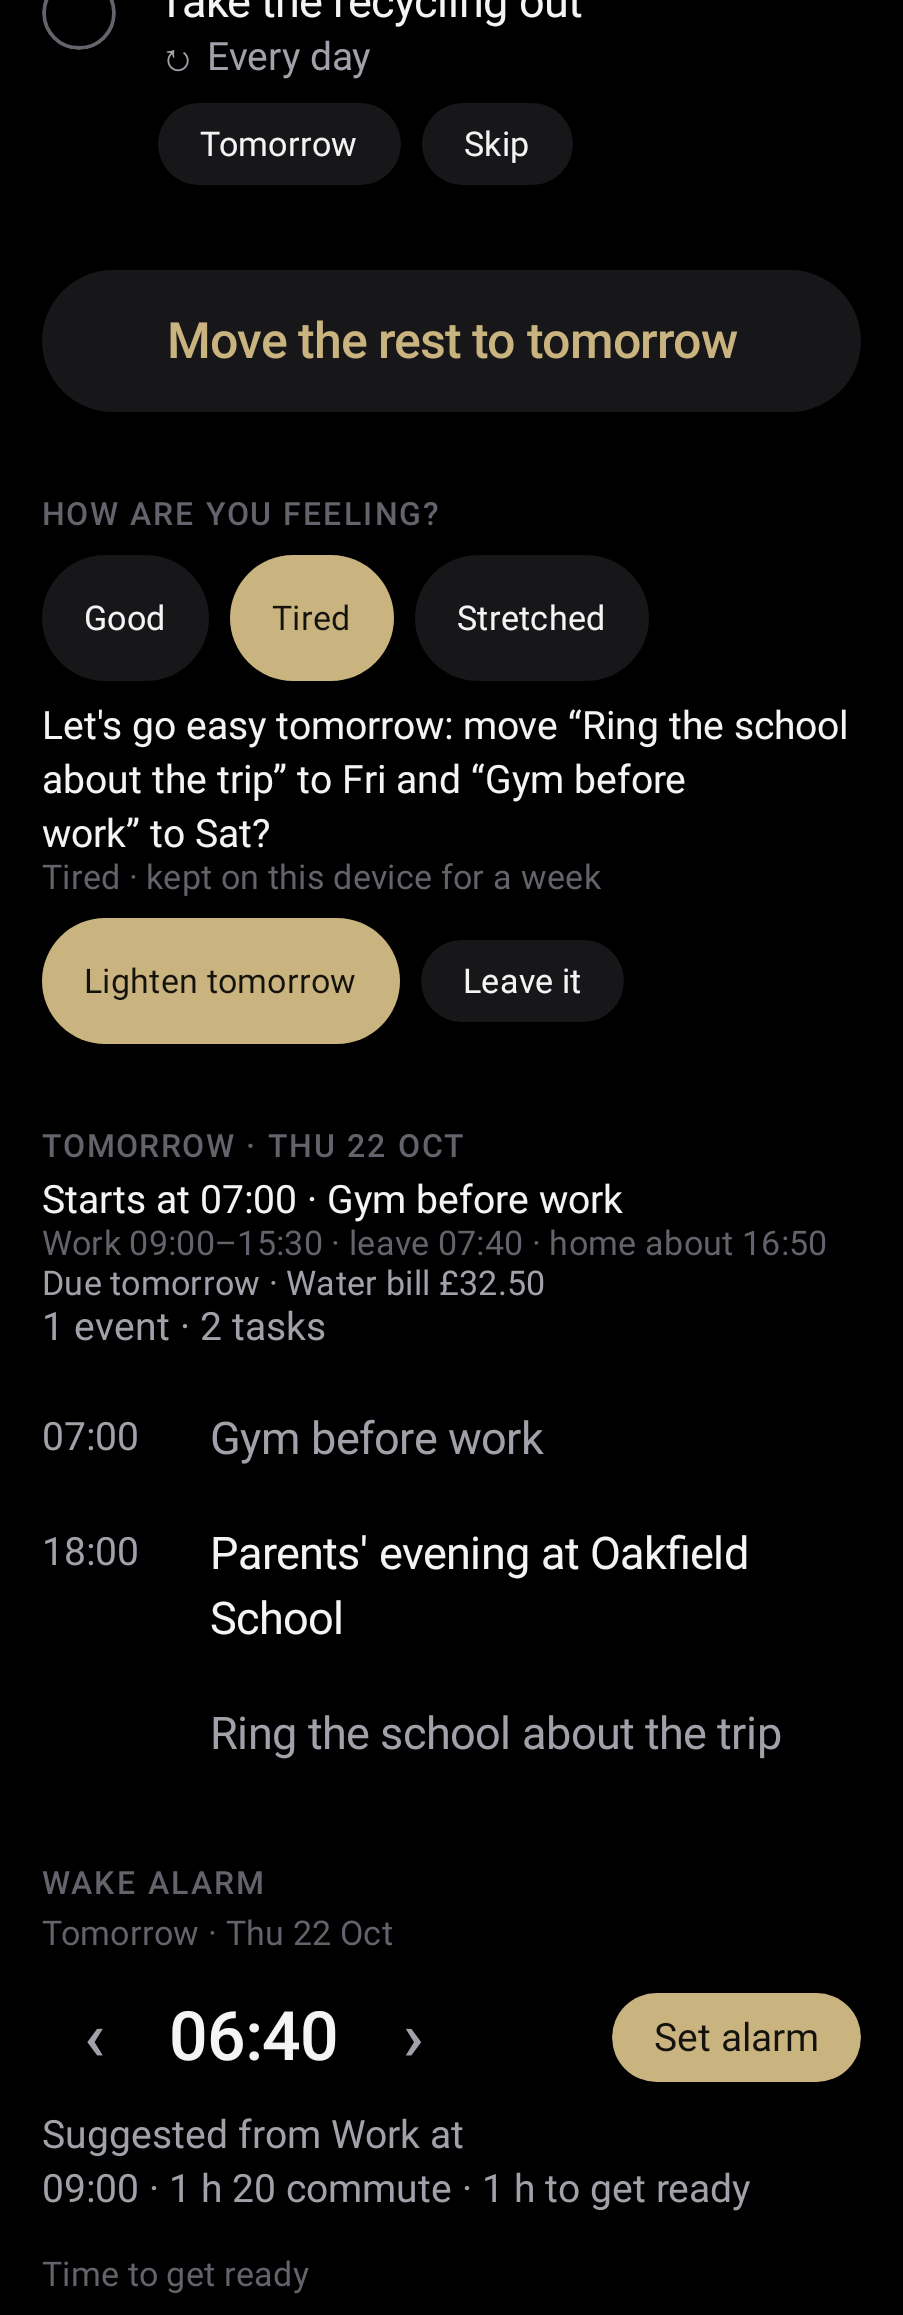 Take the recycling out
Every day
Tomorrow
Skip
Move the rest to tomorrow
HOW ARE YOU FEELING?
Good
Tired
Stretched
Let's go easy tomorrow: move “Ring the school
about the trip” to Fri and “Gym before
work” to Sat?
Tired · kept on this device for a week
Lighten tomorrow
Leave it
TOMORROW · THU 22 OCT
Starts at 07:00 · Gym before work
Work 09:00–15:30 · leave 07:40 · home about 16:50
Due tomorrow · Water bill £32.50
1 event · 2 tasks
07:00 Gym before work
18:00 Parents' evening at Oakfield
School
Ring the school about the trip
WAKE ALARM
Tomorrow · Thu 22 Oct
‹ 06:40 ›
Set alarm
Suggested from Work at
09:00 · 1 h 20 commute · 1 h to get ready
Time to get ready